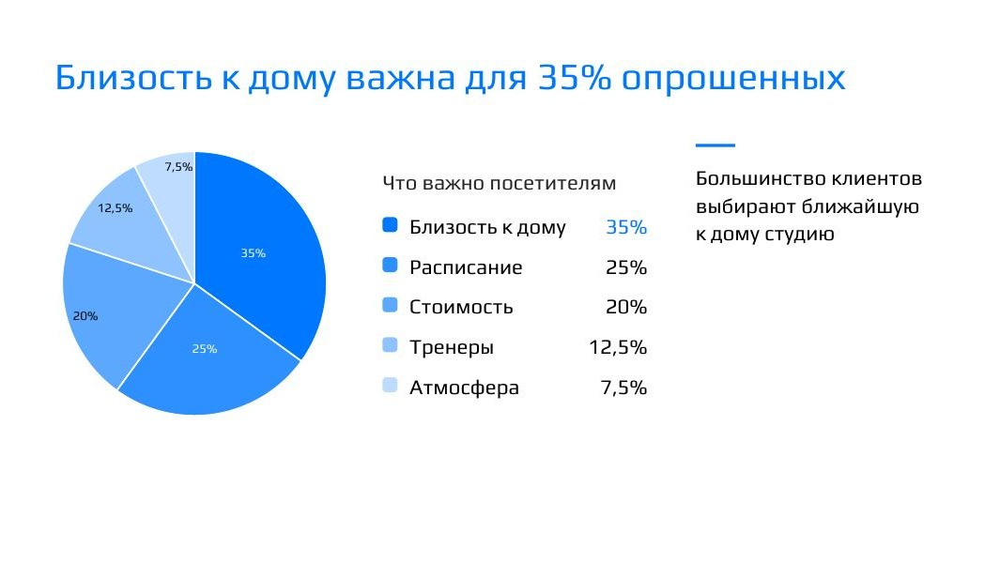 Близость к дому важна для 35% опрошенных
7,5%
12,5%
35%
20%
25%
Что важно посетителям
Близость к дому 35%
Расписание 25%
Стоимость 20%
Тренеры 12,5%
Атмосфера 7,5%
Большинство клиентов
выбирают ближайшую
к дому студию